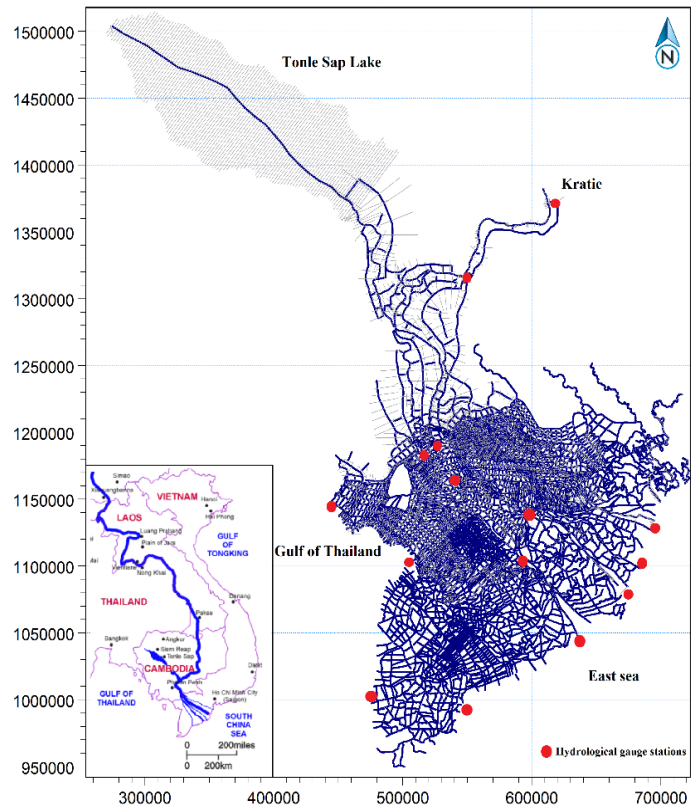 1500000
Tonle Sap Lake
N
1450000
1400000
Kratie
1350000
1300000
1250000
1200000
1150000
Gulf of Thailand
1100000
1050000
East sea
1000000
950000
Hydrological gauge stations
300000 400000 500000 600000 700000
Simao
VIETNAM
Hanoi
Hai Phong
LAOS
Luang Prabang
Plain of Jars
GULF
OF
TONGKING
Vientiane
Nong Khai
THAILAND
Danang
Pakse
Bangkok
Angkor
Siem Reap
Tonle Sap
CAMBODIA
Dalat
Phnom Penh
Ho Chi Minh City
(Saigon)
GULF OF
THAILAND
SOUTH
CHINA
SEA
0 200miles
0 200km